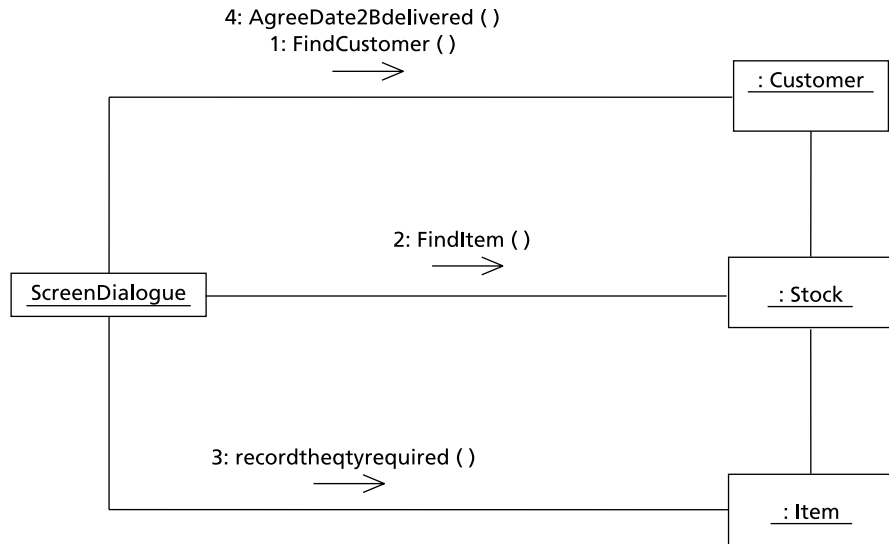 4: AgreeDate2Bdelivered ( )
1: FindCustomer ( )
: Customer
2: FindItem ( )
ScreenDialogue
: Stock
3: recordtheqtyrequired ( )
: Item